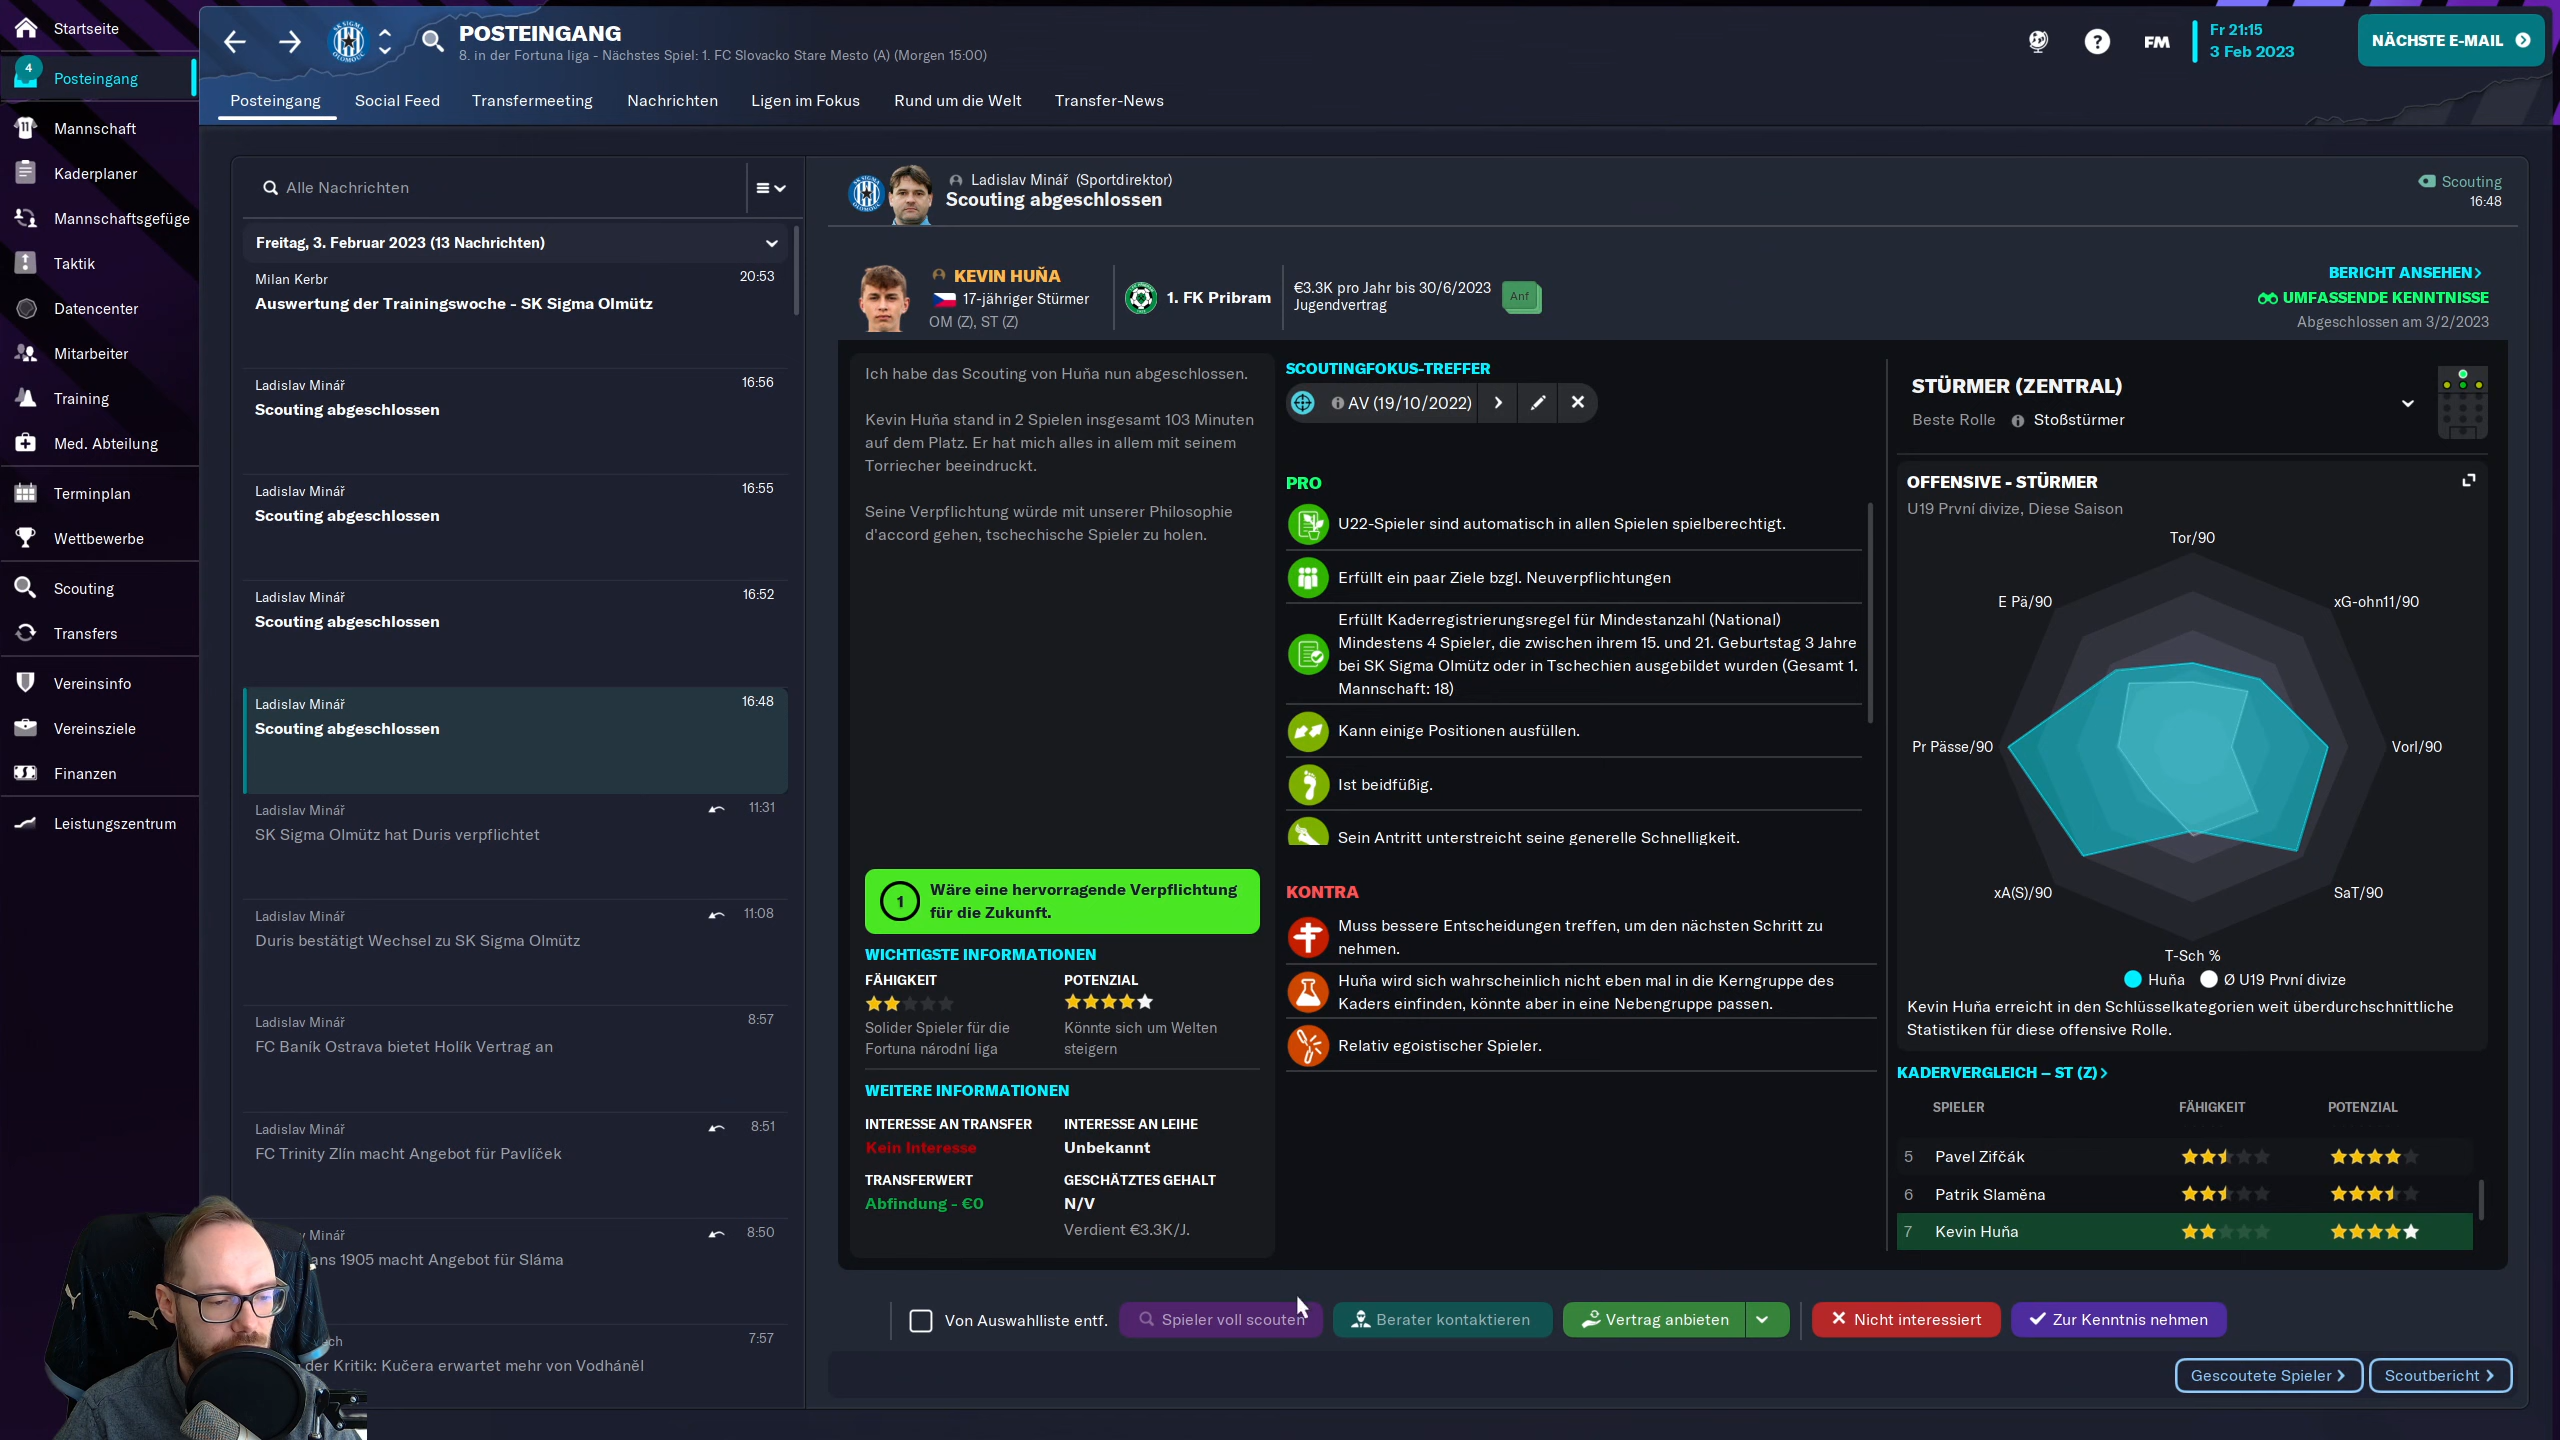 Startseite
4
Posteingang
Mannschaft
Kaderplaner
Mannschaftsgefüge
Taktik
Datencenter
Mitarbeiter
Training
Med. Abteilung
Terminplan
Wettbewerbe
Scouting
Transfers
Vereinsinfo
Vereinsziele
Finanzen
Leistungszentrum
POSTEINGANG
8. in der Fortuna liga - Nächstes Spiel: 1. FC Slovacko Stare Mesto (A) (Morgen 15:00)
FM
Fr 21:15
3 Feb 2023
NÄCHSTE E-MAIL
Posteingang Social Feed Transfermeeting Nachrichten Ligen im Fokus Rund um die Welt Transfer-News
Alle Nachrichten
Freitag, 3. Februar 2023 (13 Nachrichten)
Milan Kerbr 20:53
Auswertung der Trainingswoche - SK Sigma Olmütz
Ladislav Minář 16:56
Scouting abgeschlossen
Ladislav Minář 16:55
Scouting abgeschlossen
Ladislav Minář 16:52
Scouting abgeschlossen
Ladislav Minář 16:48
Scouting abgeschlossen
Ladislav Minář 11:31
SK Sigma Olmütz hat Duris verpflichtet
Ladislav Minář 11:08
Duris bestätigt Wechsel zu SK Sigma Olmütz
Ladislav Minář 8:57
FC Baník Ostrava bietet Holík Vertrag an
Ladislav Minář 8:51
FC Trinity Zlín macht Angebot für Pavlíček
Minář 8:50
1905 macht Angebot für Sláma
7:57
der Kritik: Kučera erwartet mehr von Vodháněl
Ladislav Minář (Sportdirektor)
Scouting abgeschlossen
Scouting
16:48
KEVIN HUŇA
17-jähriger Stürmer
OM (Z), ST (Z)
1. FK Pribram
€3.3K pro Jahr bis 30/6/2023
Jugendvertrag
Anf
BERICHT ANSEHEN
UMFASSENDE KENNTNISSE
Abgeschlossen am 3/2/2023
Ich habe das Scouting von Huňa nun abgeschlossen.
Kevin Huňa stand in 2 Spielen insgesamt 103 Minuten
auf dem Platz. Er hat mich alles in allem mit seinem
Torriecher beeindruckt.
Seine Verpflichtung würde mit unserer Philosophie
d'accord gehen, tschechische Spieler zu holen.
1
Wäre eine hervorragende Verpflichtung
für die Zukunft.
WICHTIGSTE INFORMATIONEN
FÄHIGKEIT POTENZIAL
Solider Spieler für die Könnte sich um Welten
Fortuna národní liga steigern
WEITERE INFORMATIONEN
INTERESSE AN TRANSFER INTERESSE AN LEIHE
Kein Interesse Unbekannt
TRANSFERWERT GESCHÄTZTES GEHALT
Abfindung - €0 N/V
Verdient €3.3K/J.
SCOUTINGFOKUS-TREFFER
AV (19/10/2022)
PRO
U22-Spieler sind automatisch in allen Spielen spielberechtigt.
Erfüllt ein paar Ziele bzgl. Neuverpflichtungen
Erfüllt Kaderregistrierungsregel für Mindestanzahl (National)
Mindestens 4 Spieler, die zwischen ihrem 15. und 21. Geburtstag 3 Jahre
bei SK Sigma Olmütz oder in Tschechien ausgebildet wurden (Gesamt 1.
Mannschaft: 18)
Kann einige Positionen ausfüllen.
Ist beidfüßig.
Sein Antritt unterstreicht seine generelle Schnelligkeit.
KONTRA
Muss bessere Entscheidungen treffen, um den nächsten Schritt zu
nehmen.
Huňa wird sich wahrscheinlich nicht eben mal in die Kerngruppe des
Kaders einfinden, könnte aber in eine Nebengruppe passen.
Relativ egoistischer Spieler.
STÜRMER (ZENTRAL)
Beste Rolle Stoßstürmer
OFFENSIVE - STÜRMER
U19 První divize, Diese Saison
Tor/90
E Pä/90 xG-ohn11/90
Pr Pässe/90 Vorl/90
xA(S)/90 SaT/90
T-Sch %
Huňa Ø U19 První divize
Kevin Huňa erreicht in den Schlüsselkategorien weit überdurchschnittliche
Statistiken für diese offensive Rolle.
KADERVERGLEICH – ST (Z)
SPIELER FÄHIGKEIT POTENZIAL
5 Pavel Zifčák
6 Patrik Slaměna
7 Kevin Huňa
Von Auswahlliste entf. Spieler voll scouten Berater kontaktieren Vertrag anbieten Nicht interessiert Zur Kenntnis nehmen
Gescoutete Spieler Scoutbericht